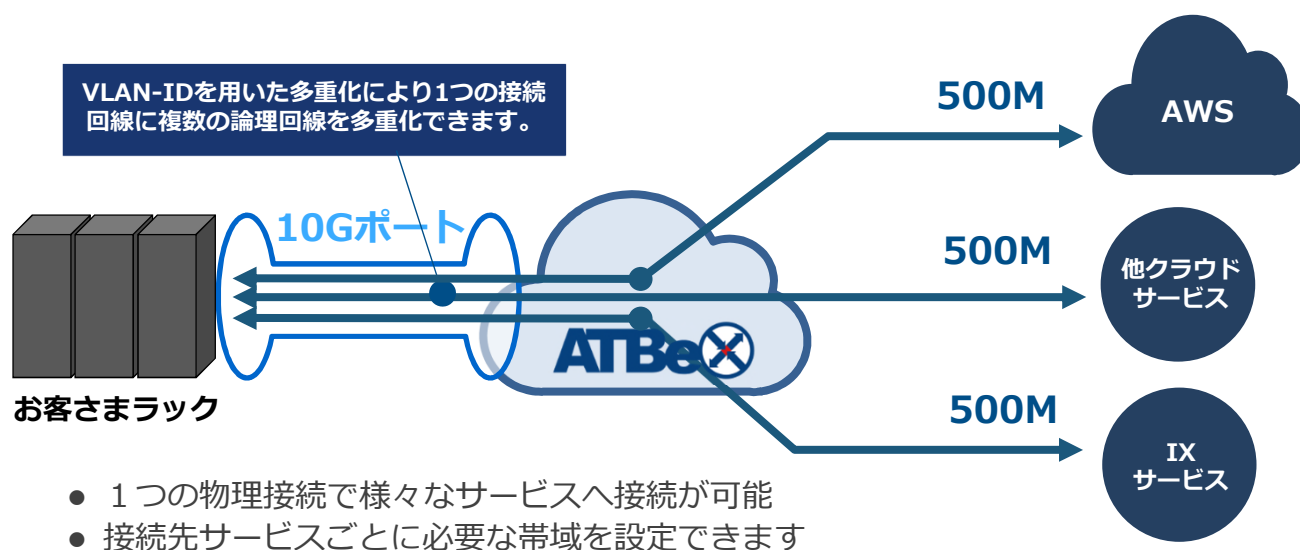 VLAN-IDを用いた多重化により1つの接続
回線に複数の論理回線を多重化できます。
500M
AWS
10Gポート
500M
他クラウド
サービス
ATBeX
お客さまラック
500M
IX
サービス
● １つの物理接続で様々なサービスへ接続が可能
● 接続先サービスごとに必要な帯域を設定できます